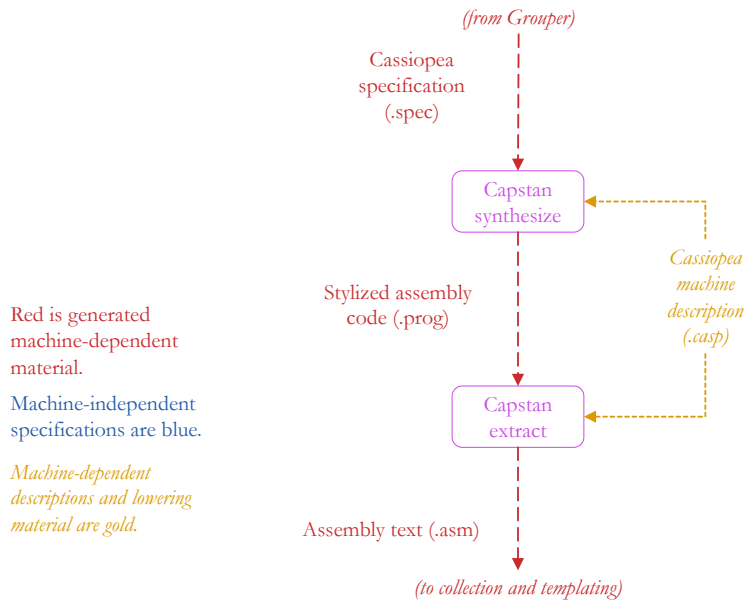 (from Grouper)
Cassiopea
specification
(.spec)
Capstan
synthesize
Cassiopea
machine
description
(.casp)
Stylized assembly
code (.prog)
Red is generated
machine-dependent
material.
Machine-independent
specifications are blue.
Machine-dependent
descriptions and lowering
material are gold.
Capstan
extract
Assembly text (.asm)
(to collection and templating)